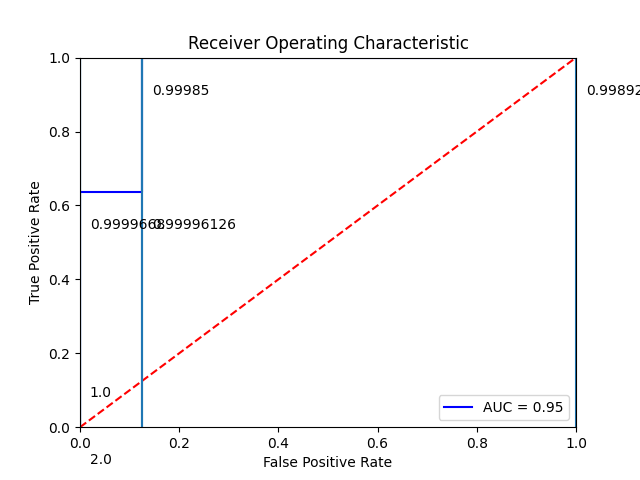 Receiver Operating Characteristic
1.0
0.99985
0.99892
0.8
0.6
0.99996126
0.4
True Positive Rate
0.2
1.0
AUC = 0.95
0.0
0.0 0.2 0.4 0.6 0.8 1.0
2.0
False Positive Rate